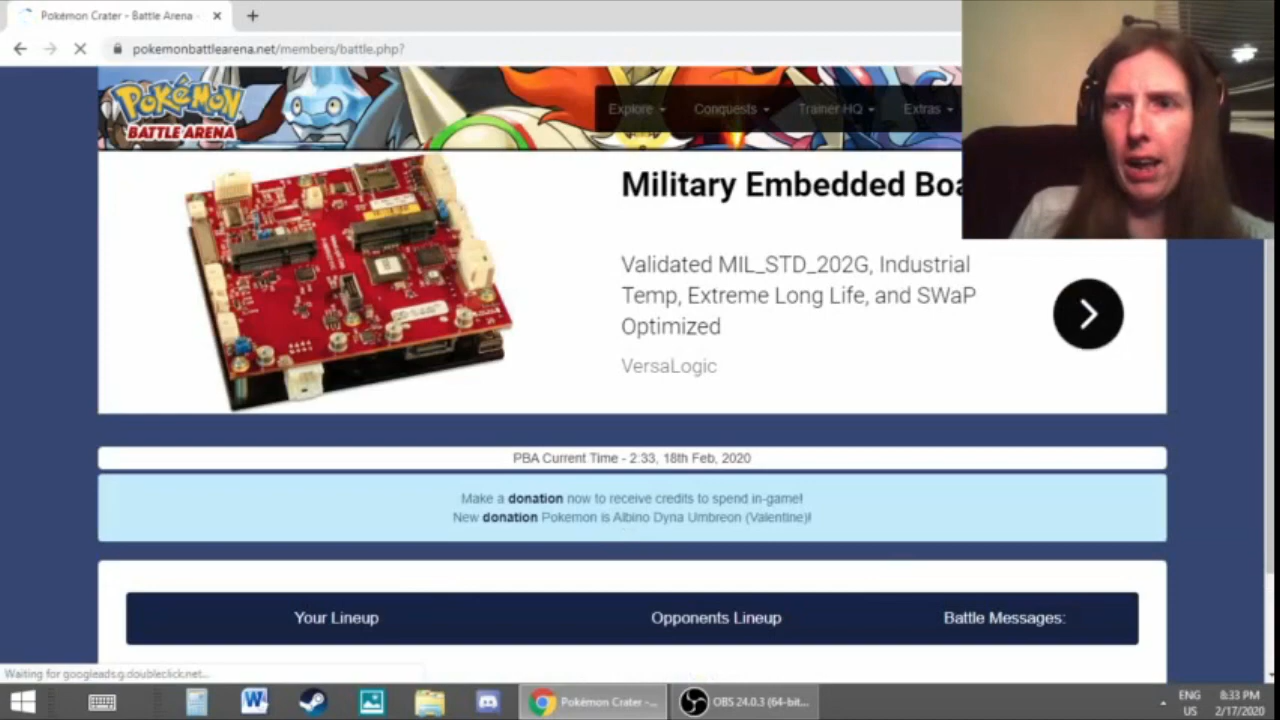 Pokémon Crater - Battle Arena -
pokemonbattlearena.net/members/battle.php?
POKéMON
BATTLE ARENA
Explore
Conquests
Trainer HQ
Extras
Military Embedded Boa
Validated MIL_STD_202G, Industrial
Temp, Extreme Long Life, and SWaP
Optimized
VersaLogic
PBA Current Time - 2:33, 18th Feb, 2020
Make a donation now to receive credits to spend in-game!
New donation Pokemon is Albino Dyna Umbreon (Valentine)!
Your Lineup
Opponents Lineup
Battle Messages:
Waiting for googleads.g.doubleclick.net...
Pokémon Crater -...
OBS 24.0.3 (64-bit...
ENG
US
8:33 PM
2/17/2020